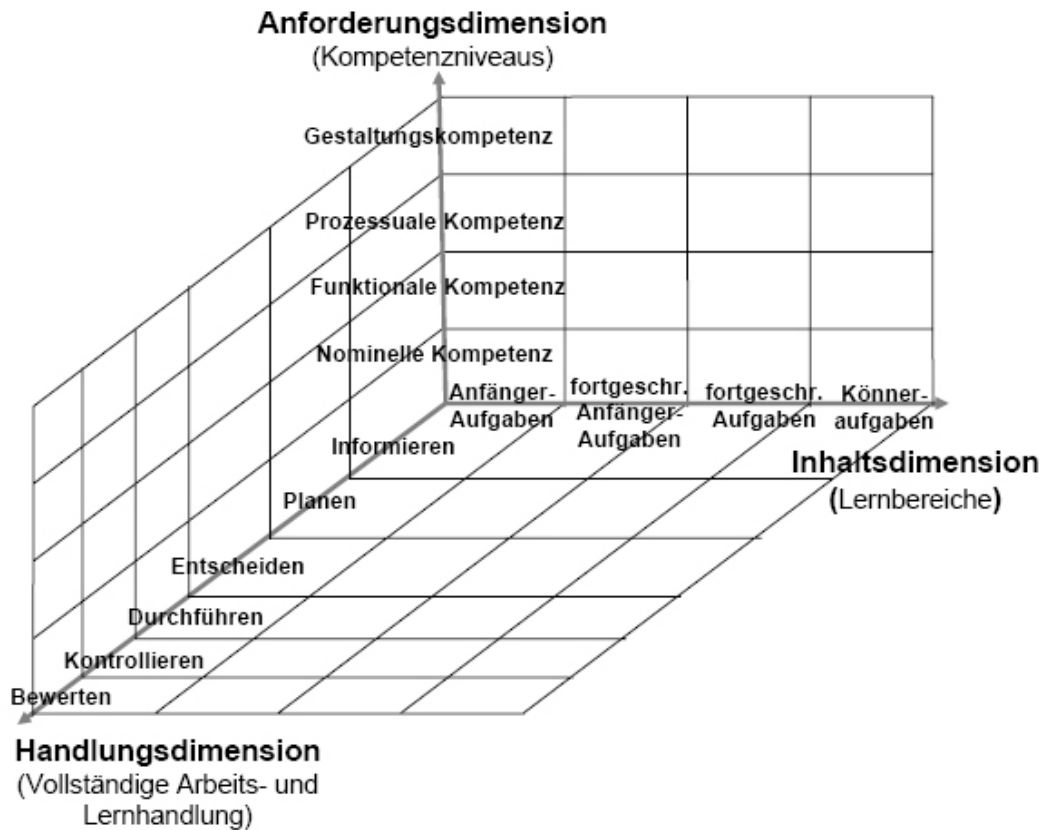 Anforderungsdimension
(Kompetenzniveaus)
Gestaltungskompetenz
Prozessuale Kompetenz
Funktionale Kompetenz
Nominelle Kompetenz
Anfänger-
Aufgaben
fortgeschr.
Anfänger-
Aufgaben
fortgeschr.
Aufgaben
Könner-
aufgaben
Inhaltsdimension
(Lernbereiche)
Informieren
Planen
Entscheiden
Durchführen
Kontrollieren
Bewerten
Handlungsdimension
(Vollständige Arbeits- und
Lernhandlung)